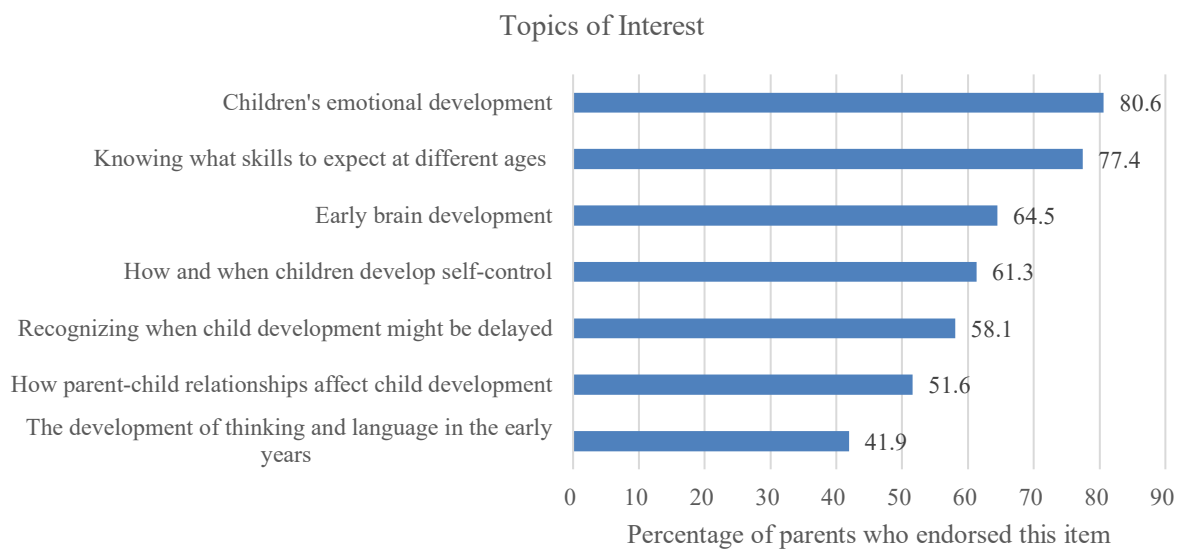 Topics of Interest
Children's emotional development
80.6
Knowing what skills to expect at different ages
77.4
Early brain development
64.5
How and when children develop self-control
61.3
Recognizing when child development might be delayed
58.1
How parent-child relationships affect child development
51.6
The development of thinking and language in the early
years
41.9
0 10 20 30 40 50 60 70 80 90
Percentage of parents who endorsed this item